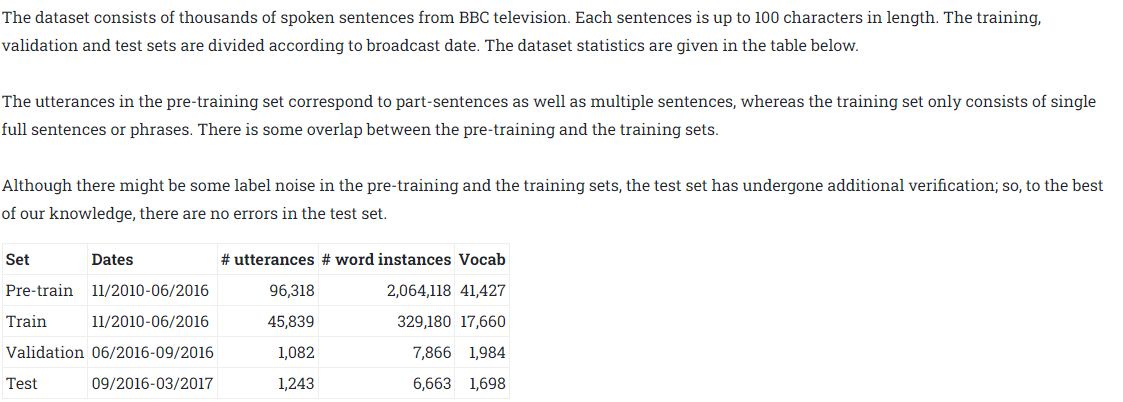 The dataset consists of thousands of spoken sentences from BBC television. Each sentences is up to 100 characters in length. The training,
validation and test sets are divided according to broadcast date. The dataset statistics are given in the table below.
The utterances in the pre-training set correspond to part-sentences as well as multiple sentences, whereas the training set only consists of single
full sentences or phrases. There is some overlap between the pre-training and the training sets.
Although there might be some label noise in the pre-training and the training sets, the test set has undergone additional verification; so, to the best
of our knowledge, there are no errors in the test set.
Set Dates # utterances # word instances Vocab
Pre-train 11/2010-06/2016 96,318 2,064,118 41,427
Train 11/2010-06/2016 45,839 329,180 17,660
Validation 06/2016-09/2016 1,082 7,866 1,984
Test 09/2016-03/2017 1,243 6,663 1,698